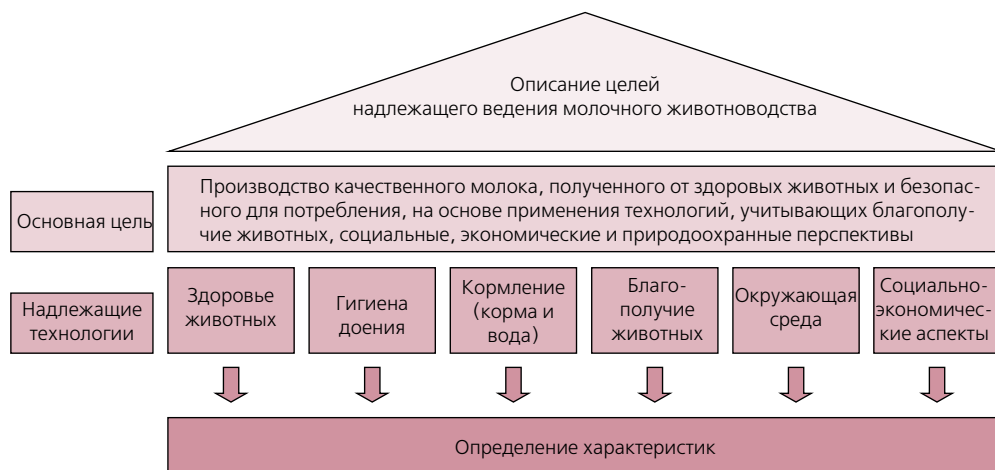 Описание целей
надлежащего ведения молочного животноводства
Основная цель
Производство качественного молока, полученного от здоровых животных и безопас-
ного для потребления, на основе применения технологий, учитывающих благополу-
чие животных, социальные, экономические и природоохранные перспективы
Надлежащие
технологии
Здоровье
животных
Гигиена
доения
Кормление
(корма и
вода)
Благо-
получие
животных
Окружающая
среда
Социально-
экономичес-
кие аспекты
Определение характеристик